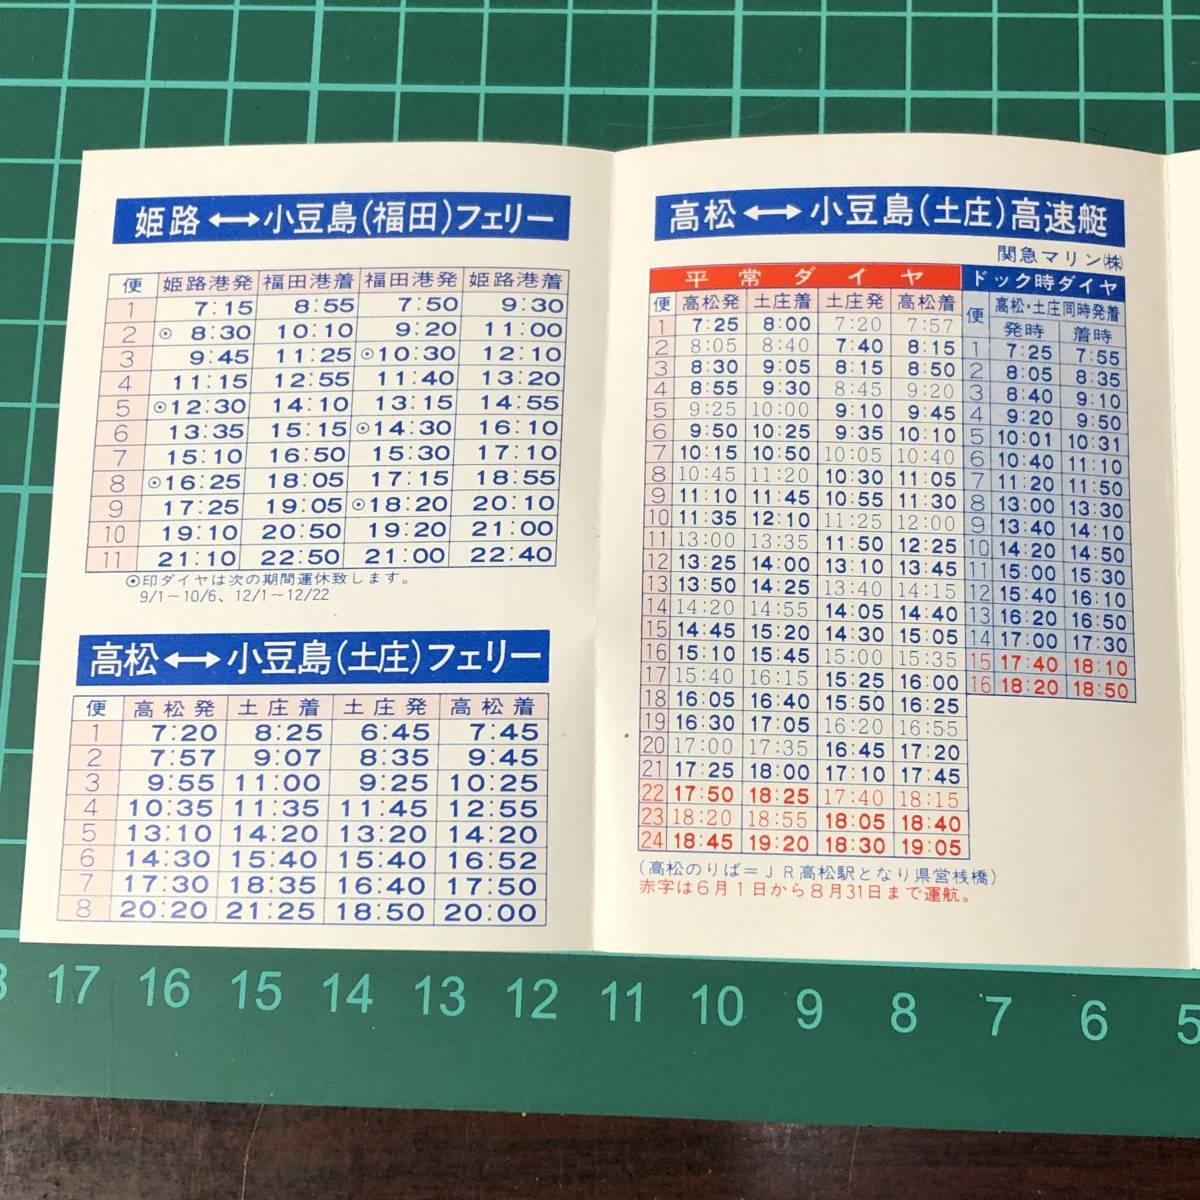 姫路⟷小豆島(福田)フェリー
便 姫路港発 福田港着 福田港発 姫路港着
1 7:15 8:55 7:50 9:30
2 ⊙8:30 10:10 9:20 11:00
3 9:45 11:25 ⊙10:30 12:10
4 11:15 12:55 11:40 13:20
5 ⊙12:30 14:10 13:15 14:55
6 13:35 15:15 ⊙14:30 16:10
7 15:10 16:50 15:30 17:10
8 ⊙16:25 18:05 17:15 18:55
9 17:25 19:05 ⊙18:20 20:10
10 19:10 20:50 19:20 21:00
11 21:10 22:50 21:00 22:40
⊙印ダイヤは次の期間運休致します。
9/1〜10/6、12/1〜12/22
高松⟷小豆島(土庄)フェリー
便 高松発 土庄着 土庄発 高松着
1 7:20 8:25 6:45 7:45
2 7:57 9:07 8:35 9:45
3 9:55 11:00 9:25 10:25
4 10:35 11:35 11:45 12:55
5 13:10 14:20 13:20 14:20
6 14:30 15:40 15:40 16:52
7 17:30 18:35 16:40 17:50
8 20:20 21:25 18:50 20:00
高松⟷小豆島(土庄)高速艇
関急マリン㈱
平常ダイヤ
便 高松発 土庄着 土庄発 高松着
1 7:25 8:00 7:20 7:57
2 8:05 8:40 7:40 8:15
3 8:30 9:05 8:15 8:50
4 8:55 9:30 8:45 9:20
5 9:25 10:00 9:10 9:45
6 9:50 10:25 9:35 10:10
7 10:15 10:50 10:05 10:40
8 10:45 11:20 10:30 11:05
9 11:10 11:45 10:55 11:30
10 11:35 12:10 11:25 12:00
11 13:00 13:35 11:50 12:25
12 13:25 14:00 13:10 13:45
13 13:50 14:25 13:40 14:15
14 14:20 14:55 14:05 14:40
15 14:45 15:20 14:30 15:05
16 15:10 15:45 15:00 15:35
17 15:40 16:15 15:25 16:00
18 16:05 16:40 15:50 16:25
19 16:30 17:05 16:20 16:55
20 17:00 17:35 16:45 17:20
21 17:25 18:00 17:10 17:45
22 17:50 18:25 17:40 18:15
23 18:20 18:55 18:05 18:40
24 18:45 19:20 18:30 19:05
(高松のりば=JR高松駅となり県営桟橋)
赤字は6月1日から8月31日まで運航。
ドック時ダイヤ
便 高松・土庄同時発着
発時 着時
1 7:25 7:55
2 8:05 8:35
3 8:40 9:10
4 9:20 9:50
5 10:01 10:31
6 10:40 11:10
7 11:20 11:50
8 13:00 13:30
9 13:40 14:10
10 14:20 14:50
11 15:00 15:30
12 15:40 16:10
13 16:20 16:50
14 17:00 17:30
15 17:40 18:10
16 18:20 18:50
17 16 15 14 13 12 11 10 9 8 7 6 5